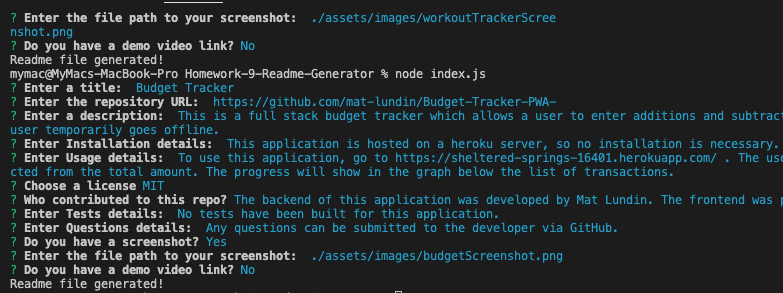 ? Enter the file path to your screenshot:  ./assets/images/workoutTrackerScree
nshot.png
? Do you have a demo video link? No
Readme file generated!
mymac@MyMacs-MacBook-Pro Homework-9-Readme-Generator % node index.js
? Enter a title:  Budget Tracker
? Enter the repository URL:  https://github.com/mat-lundin/Budget-Tracker-PWA-
? Enter a description:  This is a full stack budget tracker which allows a user to enter additions and subtract
user temporarily goes offline.
? Enter Installation details:  This application is hosted on a heroku server, so no installation is necessary.
? Enter Usage details:  To use this application, go to https://sheltered-springs-16401.herokuapp.com/ . The use
cted from the total amount. The progress will show in the graph below the list of transactions.
? Choose a license MIT
? Who contributed to this repo? The backend of this application was developed by Mat Lundin. The frontend was p
? Enter Tests details:  No tests have been built for this application.
? Enter Questions details:  Any questions can be submitted to the developer via GitHub.
? Do you have a screenshot? Yes
? Enter the file path to your screenshot:  ./assets/images/budgetScreenshot.png
? Do you have a demo video link? No
Readme file generated!